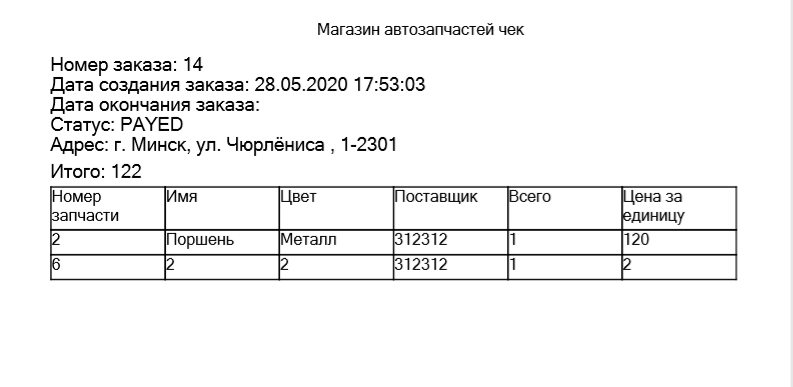 Магазин автозапчастей чек
Номер заказа: 14
Дата создания заказа: 28.05.2020 17:53:03
Дата окончания заказа:
Статус: PAYED
Адрес: г. Минск, ул. Чюрлёниса , 1-2301
Итого: 122
Номер запчасти Имя Цвет Поставщик Всего Цена за единицу
2 Поршень Металл 312312 1 120
6 2 2 312312 1 2